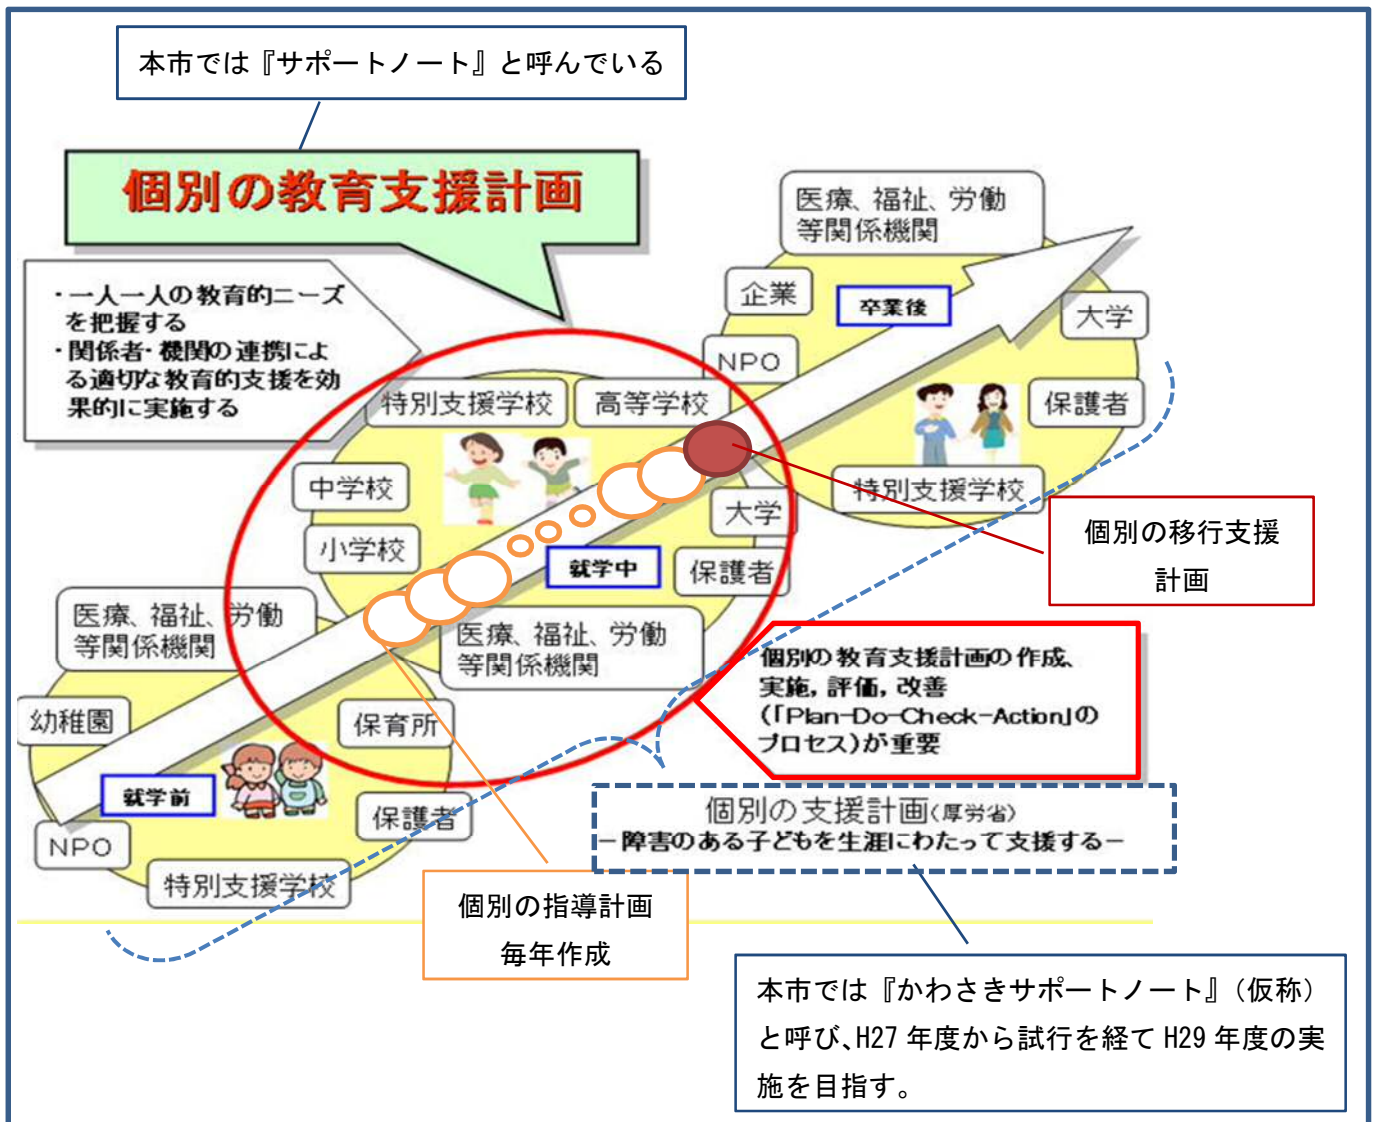 本市では『サポートノート』と呼んでいる
個別の教育支援計画
・一人一人の教育的ニーズ
を把握する
・関係者・機関の連携によ
る適切な教育的支援を効
果的に実施する
医療、福祉、労働
等関係機関
企業
卒業後
大学
NPO
保護者
特別支援学校
特別支援学校
高等学校
中学校
小学校
大学
就学中
保護者
医療、福祉、労働
等関係機関
個別の移行支援
計画
医療、福祉、労働
等関係機関
幼稚園
保育所
就学前
保護者
NPO
特別支援学校
個別の教育支援計画の作成、
実施，評価，改善
(「Plan-Do-Check-Action」の
プロセス)が重要
個別の支援計画(厚労省)
－障害のある子どもを生涯にわたって支援する－
個別の指導計画
毎年作成
本市では『かわさきサポートノート』（仮称）
と呼び、H27 年度から試行を経て H29 年度の実
施を目指す。